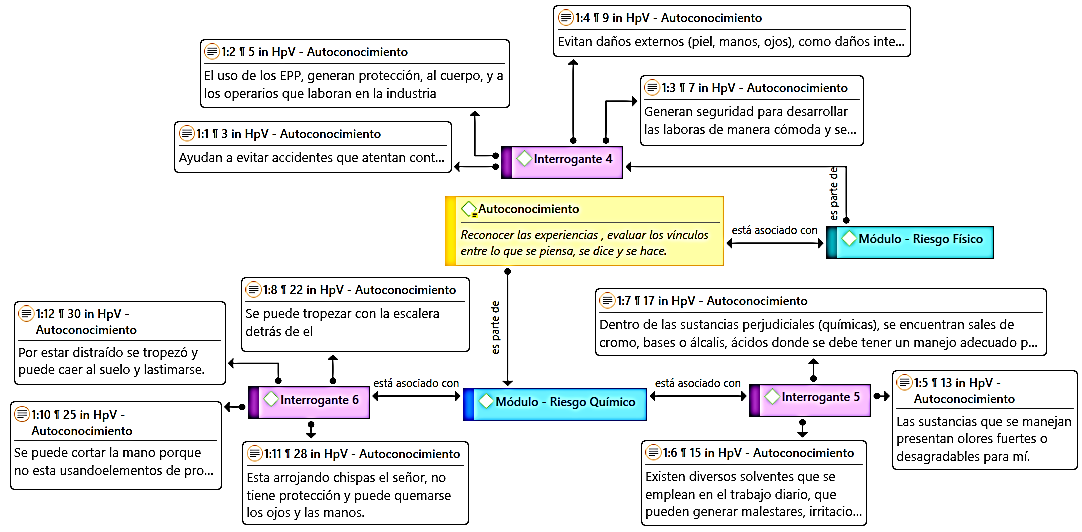 1:4 ¶ 9 in HpV - Autoconocimiento
Evitan daños externos (piel, manos, ojos), como daños inte...
1:2 ¶ 5 in HpV - Autoconocimiento
El uso de los EPP, generan protección, al cuerpo, y a
los operarios que laboran en la industria
1:3 ¶ 7 in HpV - Autoconocimiento
Generan seguridad para desarrollar
las laboras de manera cómoda y se...
1:1 ¶ 3 in HpV - Autoconocimiento
Ayudan a evitar accidentes que atentan cont...
Interrogante 4
es parte de
Autoconocimiento
Reconocer las experiencias , evaluar los vínculos
entre lo que se piensa, se dice y se hace.
está asociado con
Módulo - Riesgo Físico
1:8 ¶ 22 in HpV - Autoconocimiento
Se puede tropezar con la escalera
detrás de el
es parte de
1:7 ¶ 17 in HpV - Autoconocimiento
Dentro de las sustancias perjudiciales (químicas), se encuentran sales de
cromo, bases o álcalis, ácidos donde se debe tener un manejo adecuado p...
1:12 ¶ 30 in HpV -
Autoconocimiento
Por estar distraído se tropezó y
puede caer al suelo y lastimarse.
Interrogante 6
está asociado con
Módulo - Riesgo Químico
está asociado con
Interrogante 5
1:5 ¶ 13 in HpV -
Autoconocimiento
Las sustancias que se manejan
presentan olores fuertes o
desagradables para mí.
1:10 ¶ 25 in HpV -
Autoconocimiento
Se puede cortar la mano porque
no esta usandoelementos de pro...
1:11 ¶ 28 in HpV - Autoconocimiento
Esta arrojando chispas el señor, no
tiene protección y puede quemarse
los ojos y las manos.
1:6 ¶ 15 in HpV - Autoconocimiento
Existen diversos solventes que se
emplean en el trabajo diario, que
pueden generar malestares, irritacio...